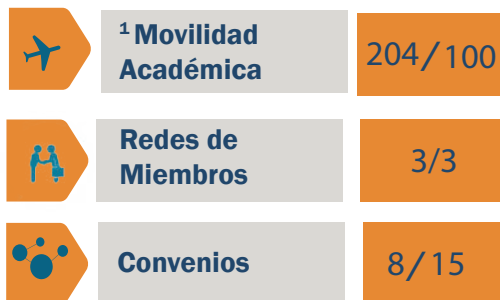 ¹ Movilidad
Académica
204/100
Redes de
Miembros
3/3
Convenios
8/15